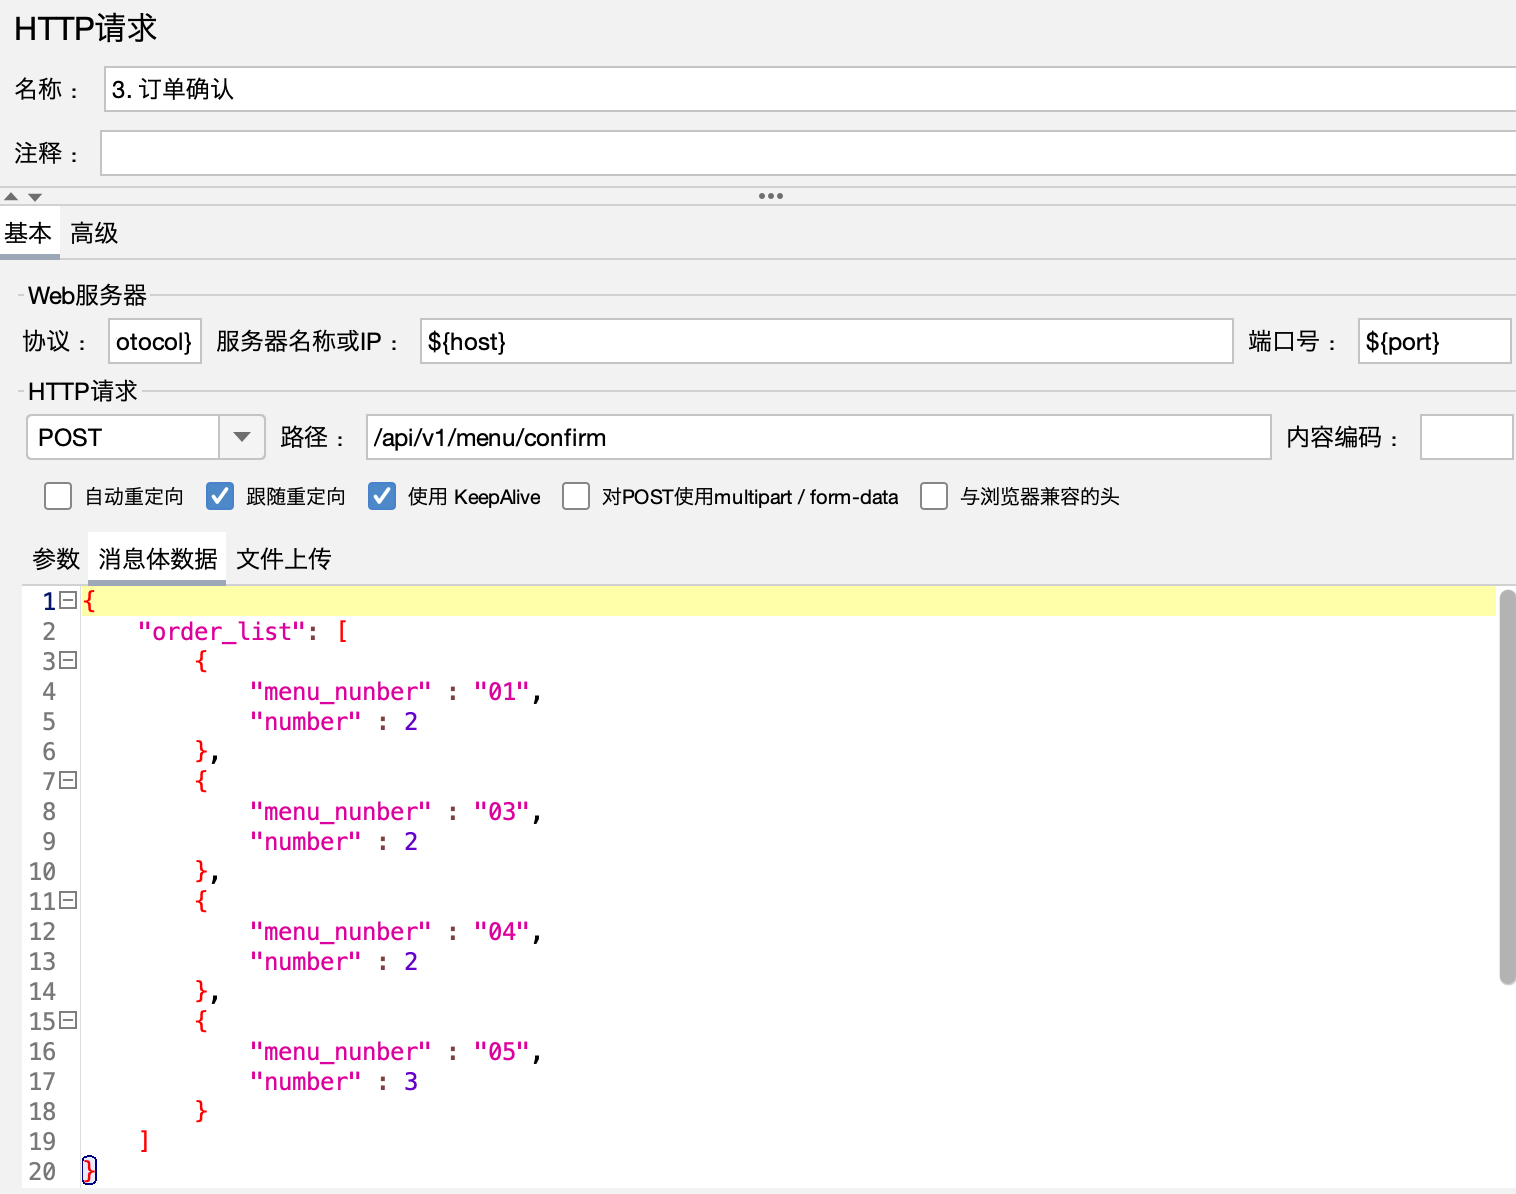 HTTP请求
名称： 3. 订单确认
注释：
基本 高级
Web服务器
协议： otocol} 服务器名称或IP： ${host} 端口号： ${port}
HTTP请求
POST 路径： /api/v1/menu/confirm 内容编码：
自动重定向 跟随重定向 使用 KeepAlive 对POST使用multipart / form-data 与浏览器兼容的头
参数 消息体数据 文件上传
1 {
2 "order_list": [
3 {
4 "menu_nunber" : "01",
5 "number" : 2
6 },
7 {
8 "menu_nunber" : "03",
9 "number" : 2
10 },
11 {
12 "menu_nunber" : "04",
13 "number" : 2
14 },
15 {
16 "menu_nunber" : "05",
17 "number" : 3
18 }
19 ]
20 }